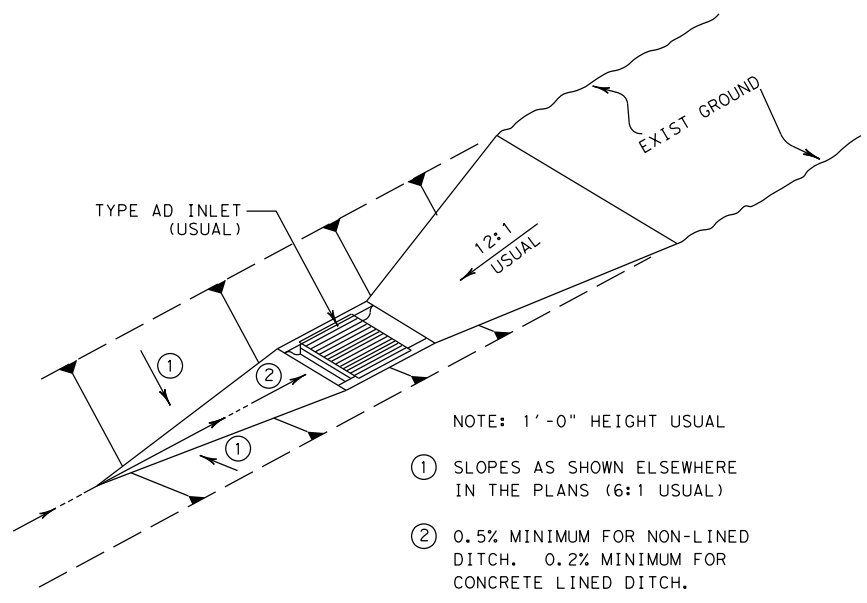 EXIST GROUND
TYPE AD INLET
(USUAL)
12:1
USUAL
1
2
1
NOTE: 1'-0" HEIGHT USUAL
1 SLOPES AS SHOWN ELSEWHERE
IN THE PLANS (6:1 USUAL)
2 0.5% MINIMUM FOR NON-LINED
DITCH. 0.2% MINIMUM FOR
CONCRETE LINED DITCH.